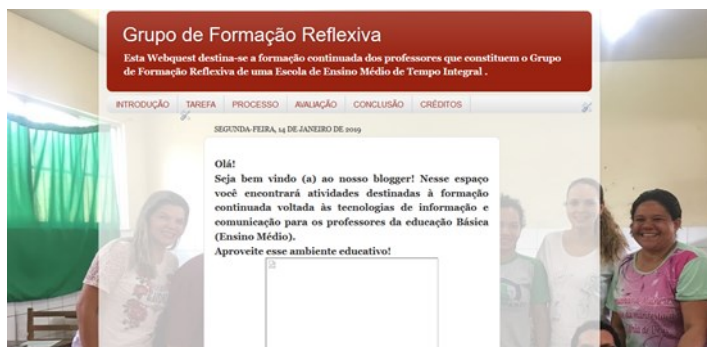 Grupo de Formação Reflexiva
Esta Webquest destina-se a formação continuada dos professores que constituem o Grupo
de Formação Reflexiva de uma Escola de Ensino Médio de Tempo Integral .
INTRODUÇÃO TAREFA PROCESSO AVALIAÇÃO CONCLUSÃO CRÉDITOS
SEGUNDA-FEIRA, 14 DE JANEIRO DE 2019
Olá!
Seja bem vindo (a) ao nosso blogger! Nesse espaço
você encontrará atividades destinadas à formação
continuada voltada às tecnologias de informação e
comunicação para os professores da educação Básica
(Ensino Médio).
Aproveite esse ambiente educativo!